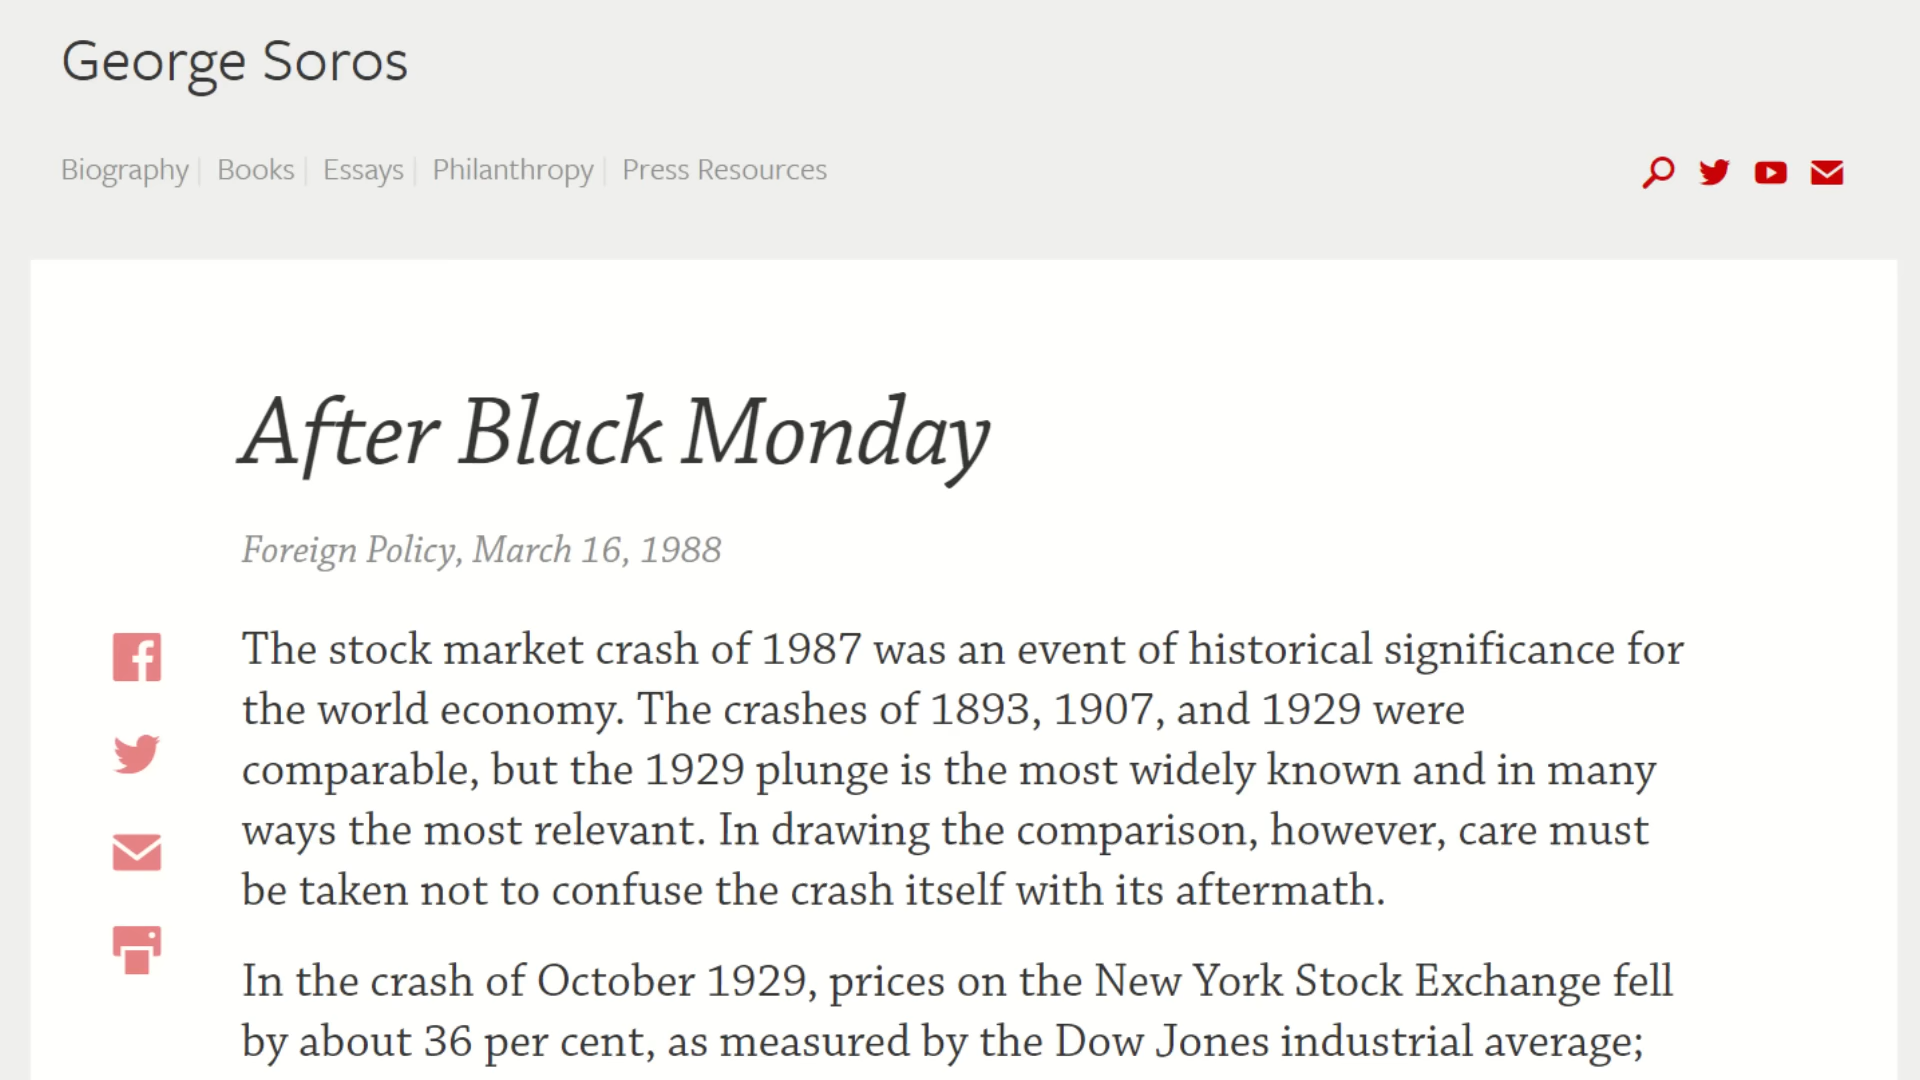 George Soros
Biography Books Essays Philanthropy Press Resources
After Black Monday
Foreign Policy, March 16, 1988
The stock market crash of 1987 was an event of historical significance for
the world economy. The crashes of 1893, 1907, and 1929 were
comparable, but the 1929 plunge is the most widely known and in many
ways the most relevant. In drawing the comparison, however, care must
be taken not to confuse the crash itself with its aftermath.
In the crash of October 1929, prices on the New York Stock Exchange fell
by about 36 per cent, as measured by the Dow Jones industrial average;